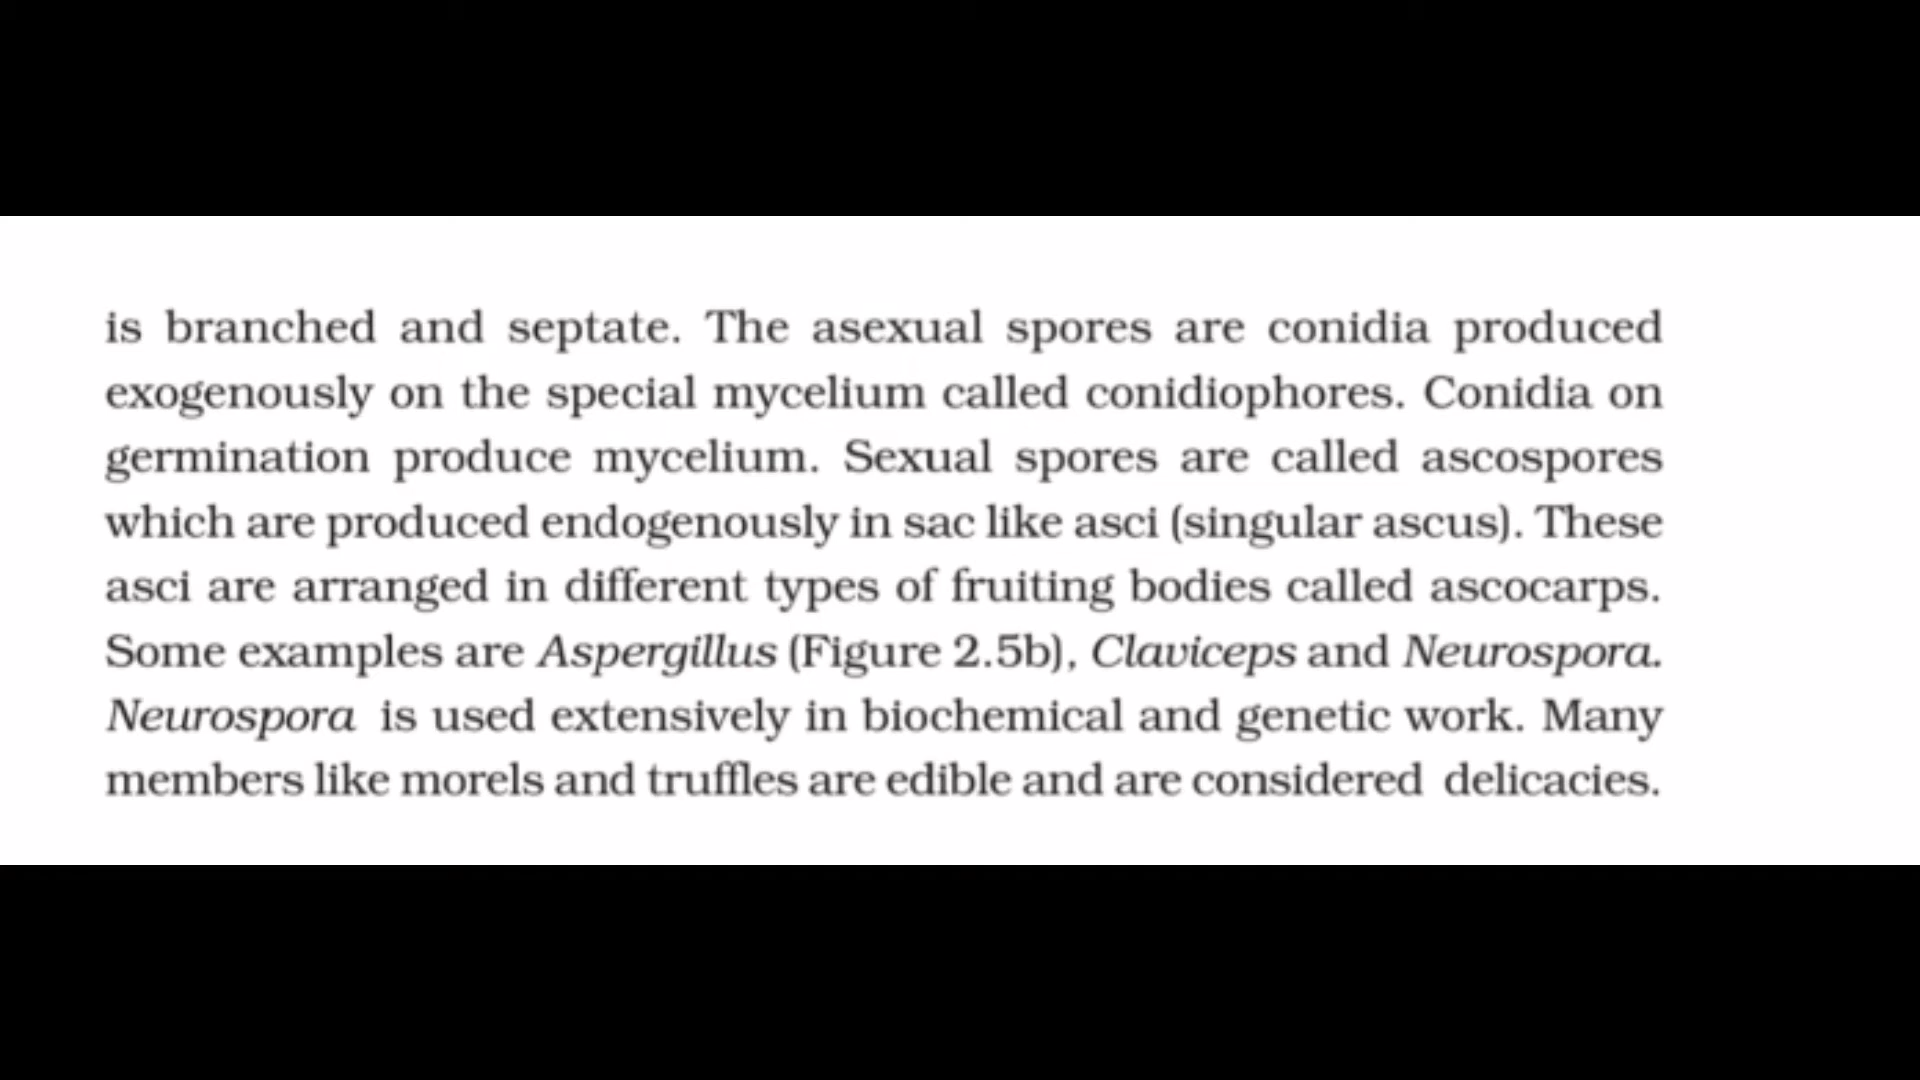 is branched and septate. The asexual spores are conidia produced
exogenously on the special mycelium called conidiophores. Conidia on
germination produce mycelium. Sexual spores are called ascospores
which are produced endogenously in sac like asci (singular ascus). These
asci are arranged in different types of fruiting bodies called ascocarps.
Some examples are Aspergillus (Figure 2.5b), Claviceps and Neurospora.
Neurospora is used extensively in biochemical and genetic work. Many
members like morels and truffles are edible and are considered delicacies.